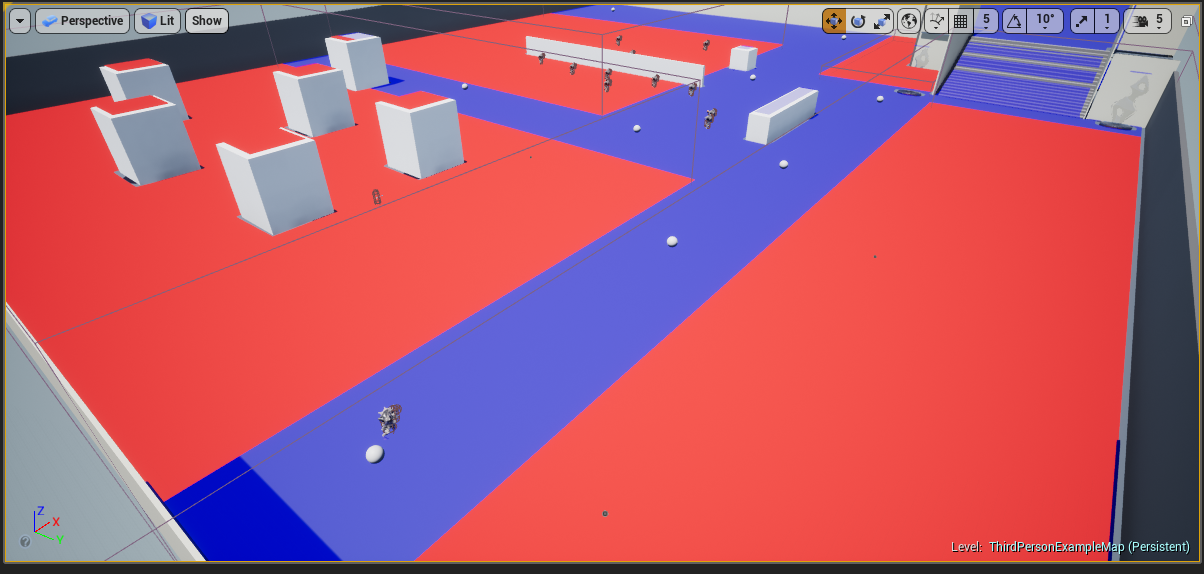 Perspective Lit Show 5 10° 1 5
Z
X
Y
?
Level: ThirdPersonExampleMap (Persistent)